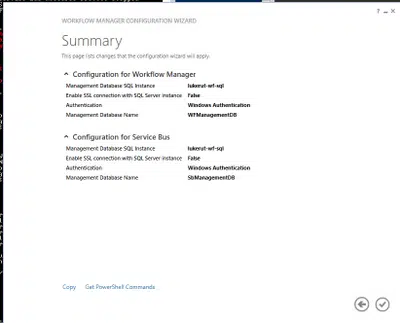 WORKFLOW MANAGER CONFIGURATION WIZARD
Summary
This page lists changes that the configuration wizard will apply.
Configuration for Workflow Manager
Management Database SQL Instance lukerut-wf-sql
Enable SSL connection with SQL Server instance False
Authentication Windows Authentication
Management Database Name WFManagementDB
Configuration for Service Bus
Management Database SQL Instance lukerut-wf-sql
Enable SSL connection with SQL Server instance False
Authentication Windows Authentication
Management Database Name SbManagementDB
Copy Get PowerShell Commands